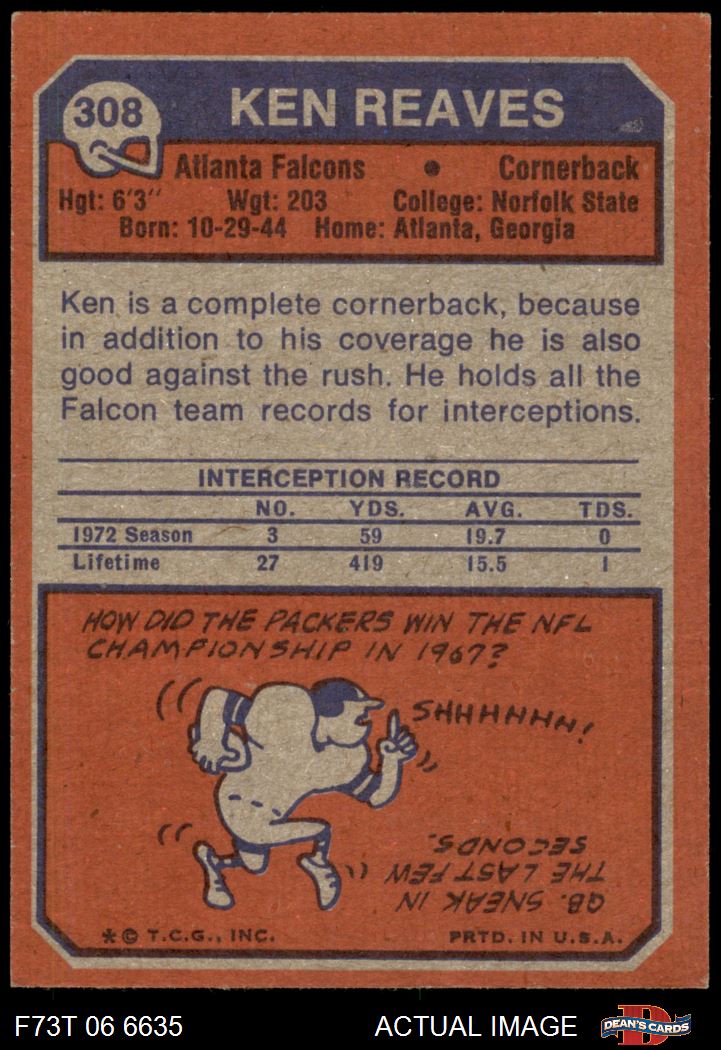 308
KEN REAVES
Atlanta Falcons • Cornerback
Hgt: 6'3" Wgt: 203 College: Norfolk State
Born: 10-29-44 Home: Atlanta, Georgia
Ken is a complete cornerback, because
in addition to his coverage he is also
good against the rush. He holds all the
Falcon team records for interceptions.
INTERCEPTION RECORD
NO. YDS. AVG. TDS.
1972 Season 3 59 19.7 0
Lifetime 27 419 15.5 1
HOW DID THE PACKERS WIN THE NFL
CHAMPIONSHIP IN 1967?
SHHHHHH!
QB. SNEAK IN
THE LAST FEW
SECONDS.
* © T.C.G., INC. PRTD. IN U.S.A.
F73T 06 6635 ACTUAL IMAGE
D
DEAN'S CARDS